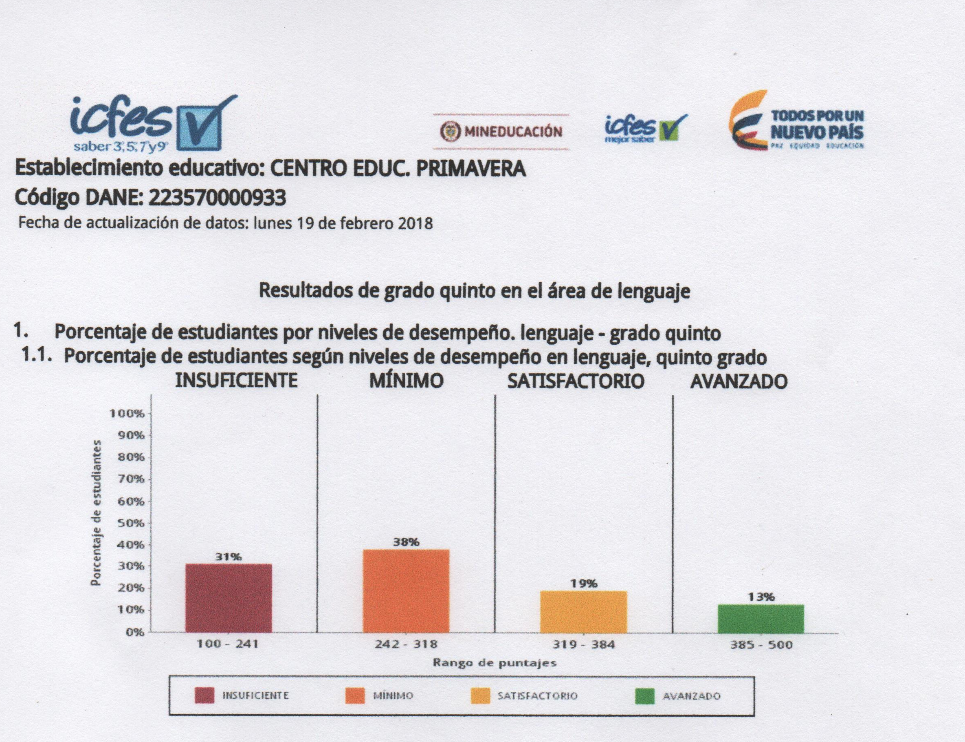 icfes
saber 3°, 5°, 7° y 9°
MINEDUCACIÓN
icfes
mejor saber
TODOS POR UN
NUEVO PAÍS
PAZ EQUIDAD EDUCACIÓN
Establecimiento educativo: CENTRO EDUC. PRIMAVERA
Código DANE: 223570000933
Fecha de actualización de datos: lunes 19 de febrero 2018
Resultados de grado quinto en el área de lenguaje
1. Porcentaje de estudiantes por niveles de desempeño. lenguaje - grado quinto
1.1. Porcentaje de estudiantes según niveles de desempeño en lenguaje, quinto grado
INSUFICIENTE MÍNIMO SATISFACTORIO AVANZADO
Porcentaje de estudiantes
100%
90%
80%
70%
60%
50%
40%
30%
20%
10%
0%
31%
38%
19%
13%
100 - 241 242 - 318 319 - 384 385 - 500
Rango de puntajes
INSUFICIENTE MÍNIMO SATISFACTORIO AVANZADO